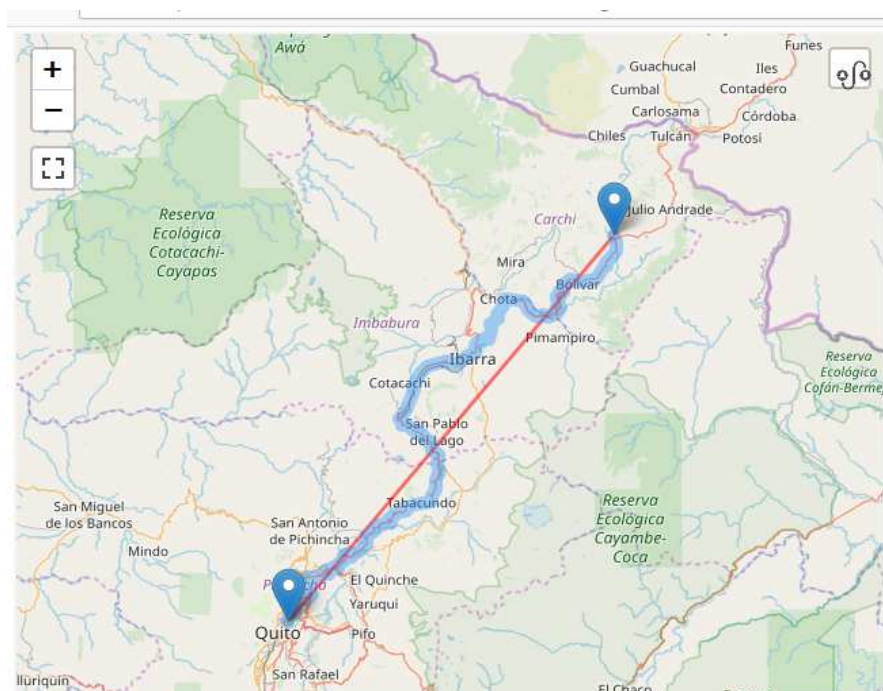 Awá
Funes
+
Guachucal
Iles
Cumbal
Contadero
−
Carlosama
Córdoba
Chiles
Tulcán
Potosí
Julio Andrade
Reserva
Ecológica
Cotacachi-
Cayapas
Carchi
Mira
Bolívar
Chota
Imbabura
Pimampiro
Ibarra
Reserva
Ecológica
Cofán-Berme
Cotacachi
San Pablo
del Lago
San Miguel
de los Bancos
Tabacundo
Reserva
Ecológica
Cayambe-
Coca
San Antonio
de Pichincha
Mindo
El Quinche
Yaruquí
Quito
Pifo
San Rafael
El Chaco